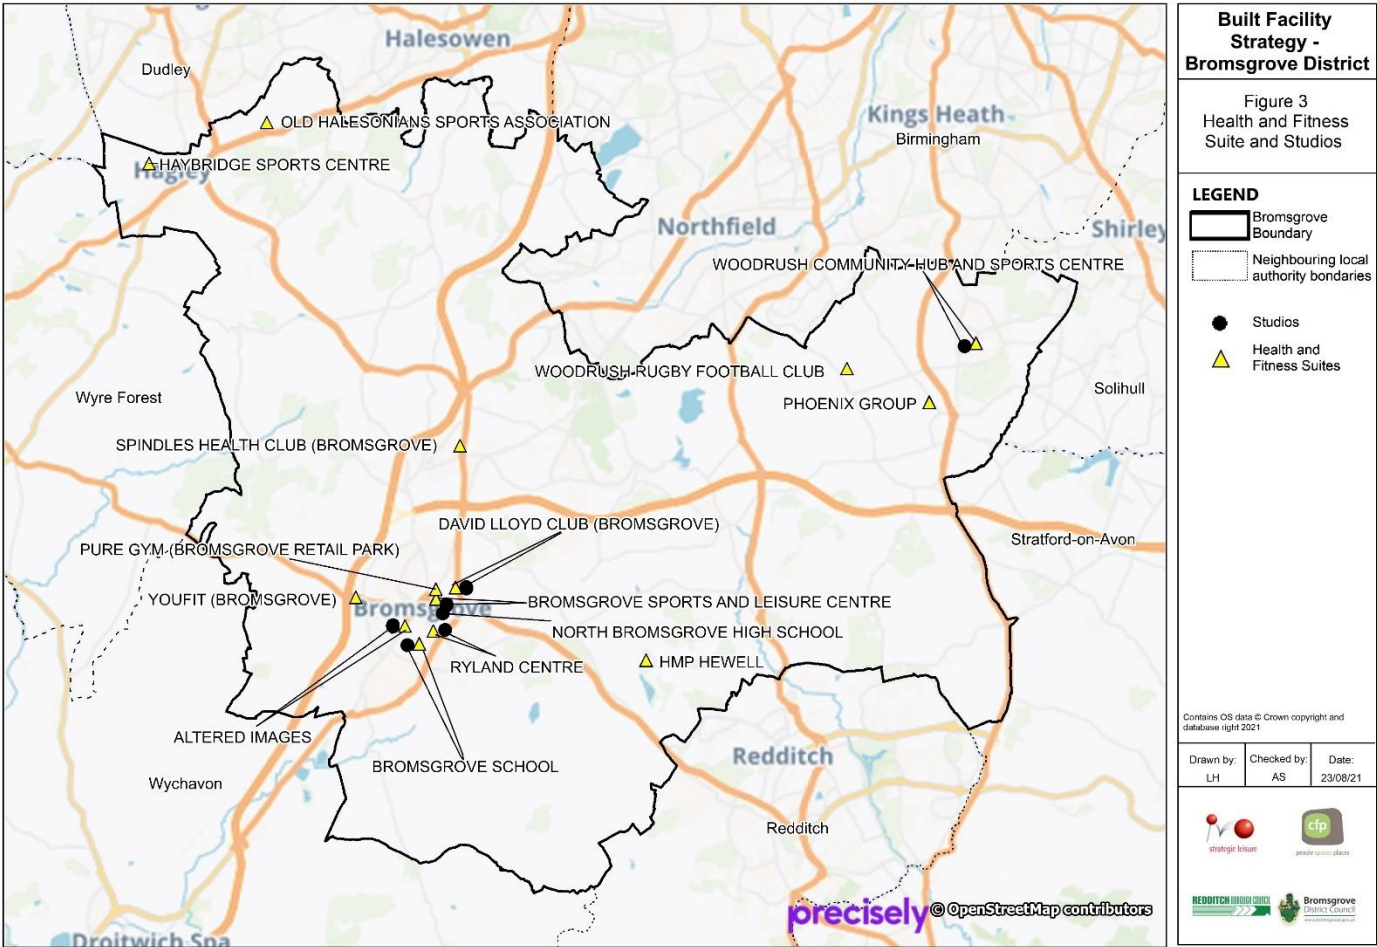 Halesowen
Dudley
OLD HALESONIANS SPORTS ASSOCIATION
Kings Heath
Birmingham
HAYBRIDGE SPORTS CENTRE
Hagley
Northfield
Shirley
WOODRUSH COMMUNITY HUB AND SPORTS CENTRE
WOODRUSH RUGBY FOOTBALL CLUB
Solihull
Wyre Forest
PHOENIX GROUP
SPINDLES HEALTH CLUB (BROMSGROVE)
DAVID LLOYD CLUB (BROMSGROVE)
Stratford-on-Avon
PURE GYM (BROMSGROVE RETAIL PARK)
YOUFIT (BROMSGROVE)
Bromsgrove
BROMSGROVE SPORTS AND LEISURE CENTRE
NORTH BROMSGROVE HIGH SCHOOL
RYLAND CENTRE
HMP HEWELL
ALTERED IMAGES
BROMSGROVE SCHOOL
Redditch
Wychavon
Redditch
precisely © OpenStreetMap contributors
Droitwich Spa
Built Facility
Strategy -
Bromsgrove District
Figure 3
Health and Fitness
Suite and Studios
LEGEND
Bromsgrove
Boundary
Neighbouring local
authority bondaries
Studios
Health and
Fitness Suites
Contains OS data © Crown copyright and
database right 2021
Drawn by:
LH
Checked by:
AS
Date:
23/08/21
strategic leisure
cfp
people spaces places
REDDITCH BOROUGH COUNCIL
Bromsgrove
District Council
www.bromsgrove.gov.uk